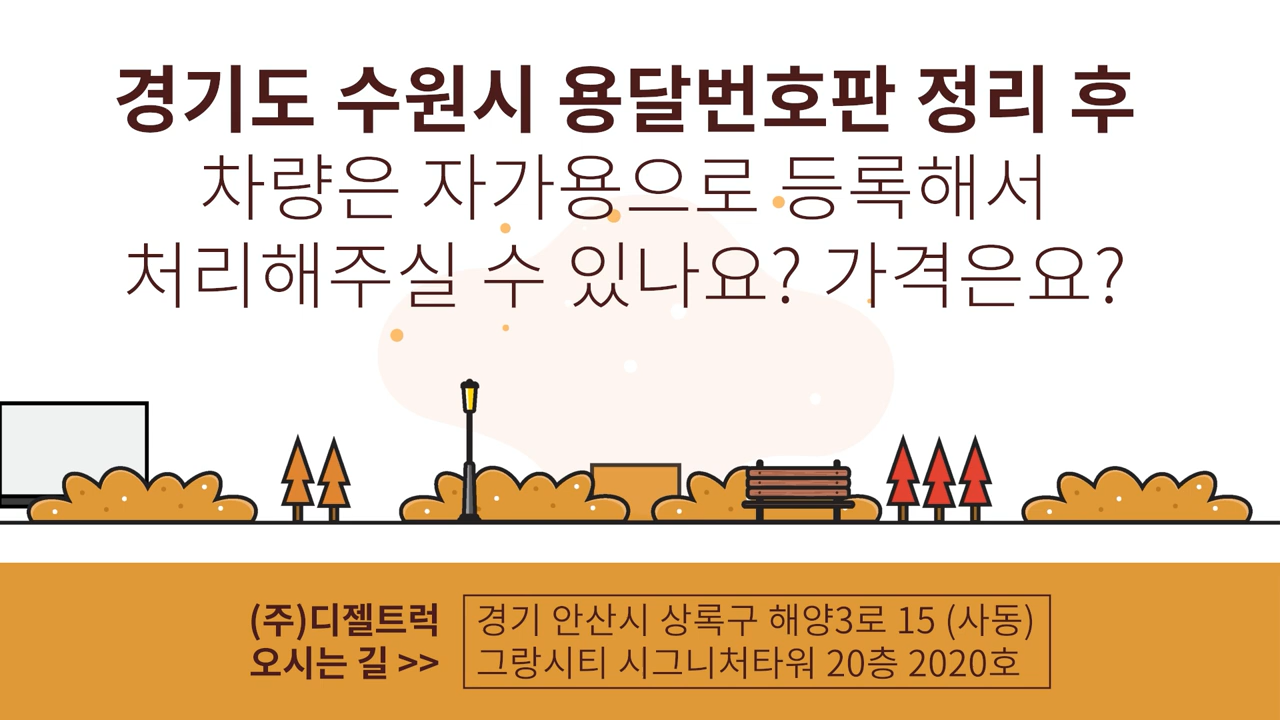 경기도 수원시 용달번호판 정리 후
차량은 자가용으로 등록해서
처리해주실 수 있나요? 가격은요?
(주)디젤트럭
오시는 길 >>
경기 안산시 상록구 해양3로 15 (사동)
그랑시티 시그니처타워 20층 2020호